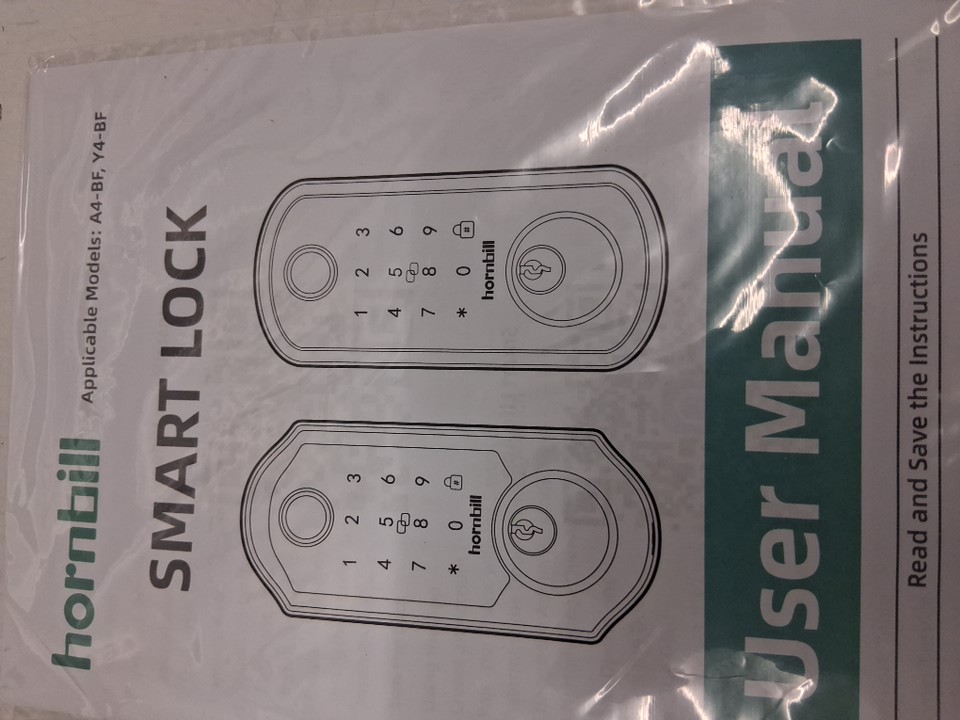 hornbill
Applicable Models: A4-BF, Y4-BF
SMART LOCK
1 2 3
4 5 6
7 8 9
* 0 #
hornbill
1 2 3
4 5 6
7 8 9
* 0 #
hornbill
User Manual
Read and Save the Instructions